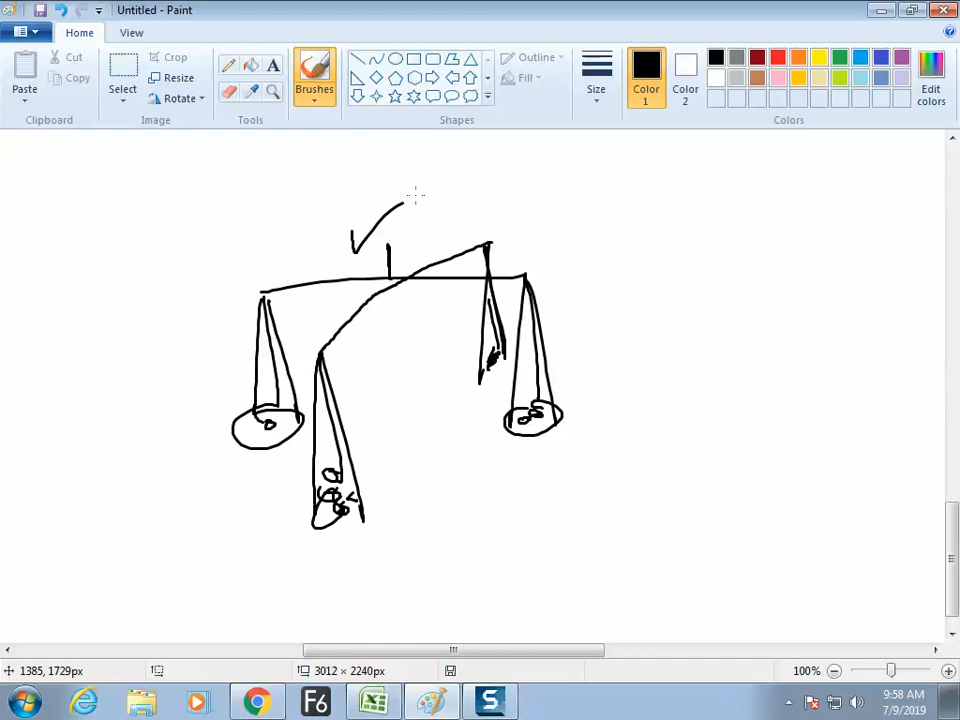 Untitled - Paint
Home
View
Paste
Cut
Copy
Clipboard
Select
Crop
Resize
Rotate
Image
A
Tools
Brushes
Shapes
Outline
Fill
Size
Color 1
Color 2
Edit colors
Colors
1385, 1729px
3012 × 2240px
100%
F6
S
9:58 AM
7/9/2019